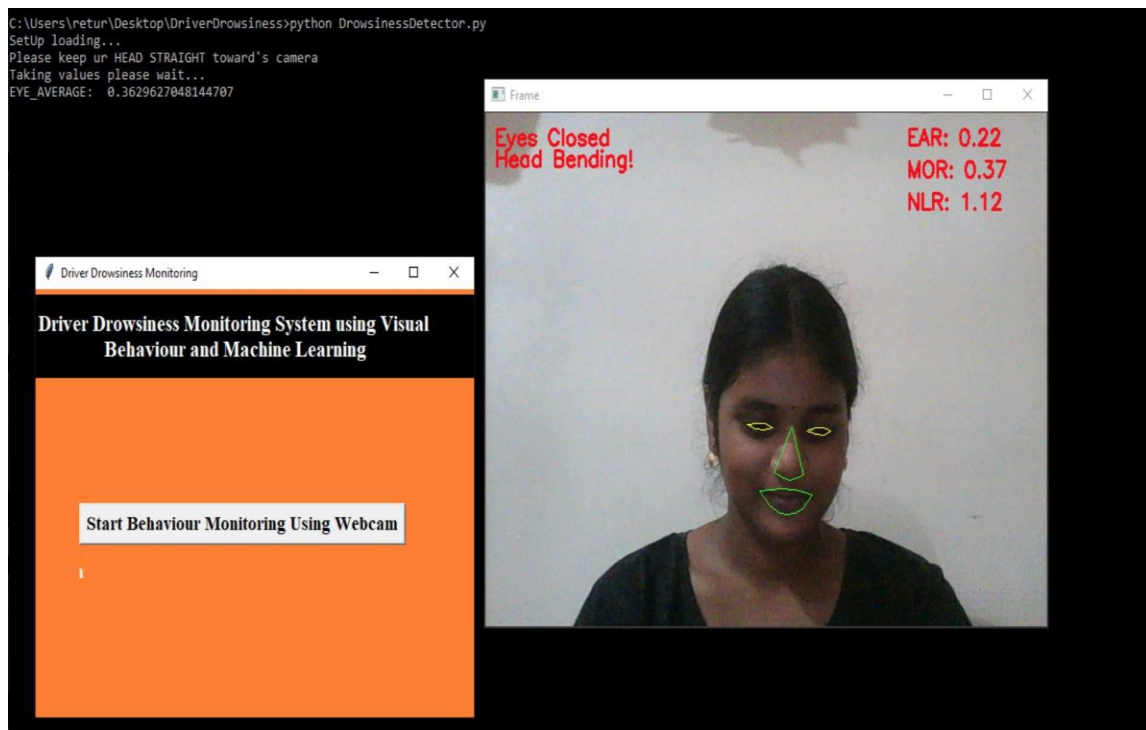 C:\Users\retur\Desktop\DriverDrowsiness>python DrowsinessDetector.py
SetUp loading...
Please keep ur HEAD STRAIGHT toward's camera
Taking values please wait...
EYE_AVERAGE:  0.3629627048144707
Frame
Eyes Closed
Head Bending!
EAR: 0.22
MOR: 0.37
NLR: 1.12
Driver Drowsiness Monitoring
Driver Drowsiness Monitoring System using Visual
Behaviour and Machine Learning
Start Behaviour Monitoring Using Webcam